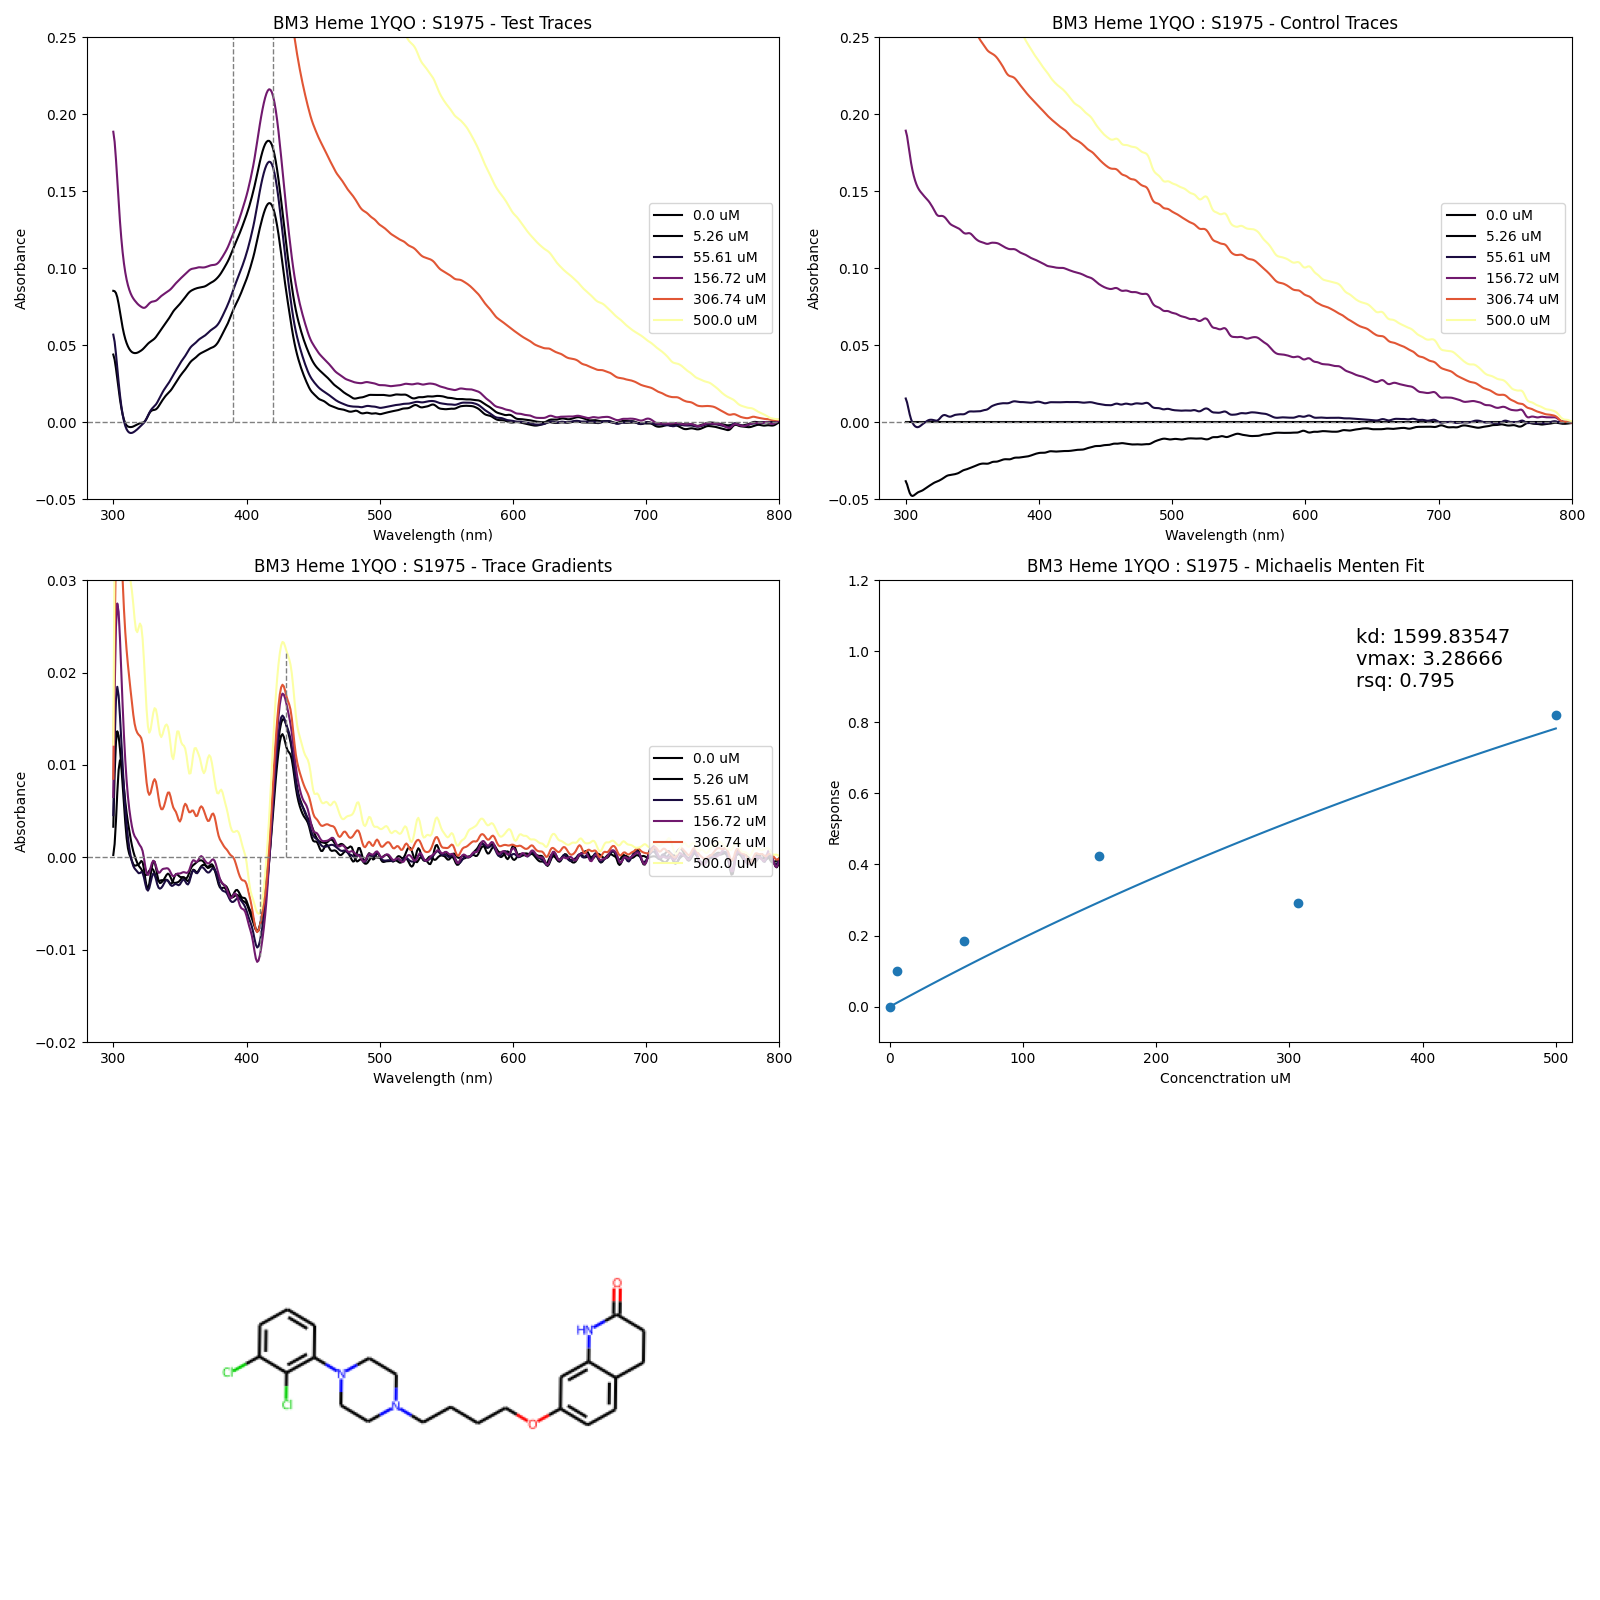 BM3 Heme 1YQO : S1975 - Test Traces
0.25
0.20
0.15
0.10
0.05
0.00
−0.05
Absorbance
300 400 500 600 700 800
Wavelength (nm)
0.0 uM
5.26 uM
55.61 uM
156.72 uM
306.74 uM
500.0 uM
BM3 Heme 1YQO : S1975 - Control Traces
0.25
0.20
0.15
0.10
0.05
0.00
−0.05
Absorbance
300 400 500 600 700 800
Wavelength (nm)
0.0 uM
5.26 uM
55.61 uM
156.72 uM
306.74 uM
500.0 uM
BM3 Heme 1YQO : S1975 - Trace Gradients
0.03
0.02
0.01
0.00
−0.01
−0.02
Absorbance
300 400 500 600 700 800
Wavelength (nm)
0.0 uM
5.26 uM
55.61 uM
156.72 uM
306.74 uM
500.0 uM
BM3 Heme 1YQO : S1975 - Michaelis Menten Fit
1.2
1.0
0.8
0.6
0.4
0.2
0.0
Response
0 100 200 300 400 500
Concenctration uM
kd: 1599.83547
vmax: 3.28666
rsq: 0.795
O
HN
Cl
N
Cl
N
O